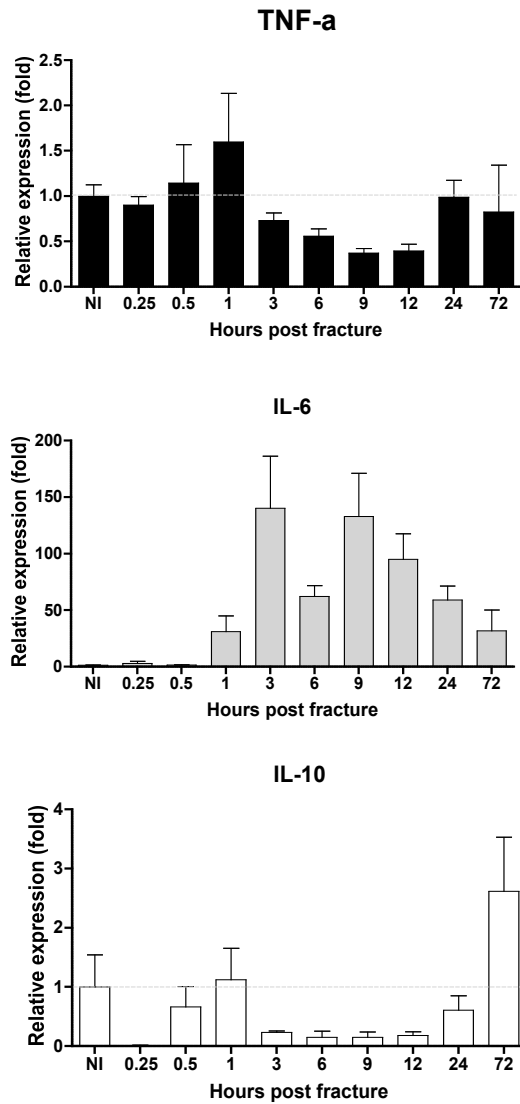 TNF-a
Relative expression (fold)
2.5
2.0
1.5
1.0
0.5
0.0
NI 0.25 0.5 1 3 6 9 12 24 72
Hours post fracture
IL-6
Relative expression (fold)
200
150
100
50
0
NI 0.25 0.5 1 3 6 9 12 24 72
Hours post fracture
IL-10
Relative expression (fold)
4
3
2
1
0
NI 0.25 0.5 1 3 6 9 12 24 72
Hours post fracture